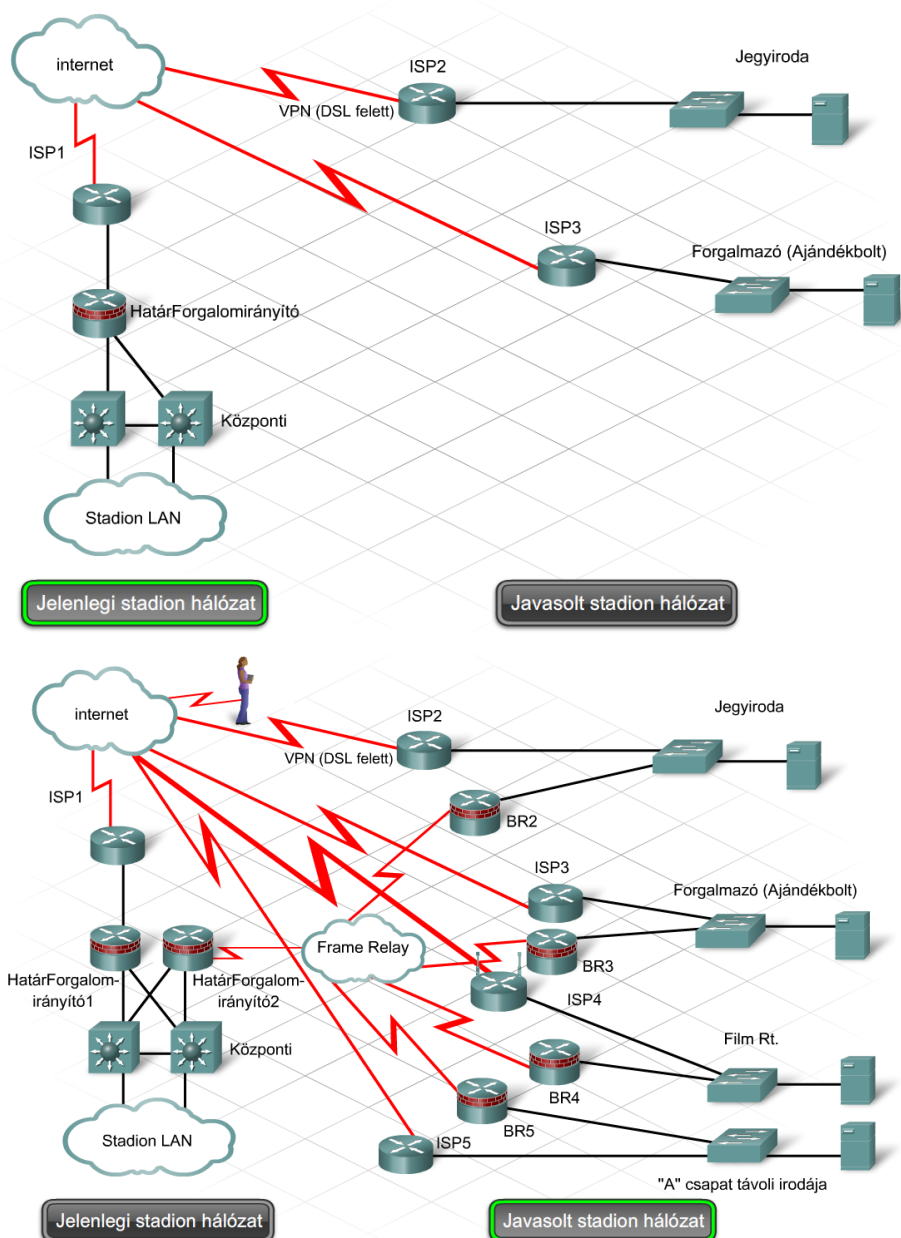 internet
ISP2
Jegyiroda
VPN (DSL felett)
ISP1
ISP3
Forgalmazó (Ajándékbolt)
HatárForgalomirányító
Központi
Stadion LAN
Jelenlegi stadion hálózat
Javasolt stadion hálózat
internet
ISP2
Jegyiroda
VPN (DSL felett)
ISP1
BR2
ISP3
Forgalmazó (Ajándékbolt)
Frame Relay
BR3
HatárForgalom-
irányító1
HatárForgalom-
irányító2
ISP4
Film Rt.
Központi
BR4
BR5
Stadion LAN
ISP5
"A" csapat távoli irodája
Jelenlegi stadion hálózat
Javasolt stadion hálózat